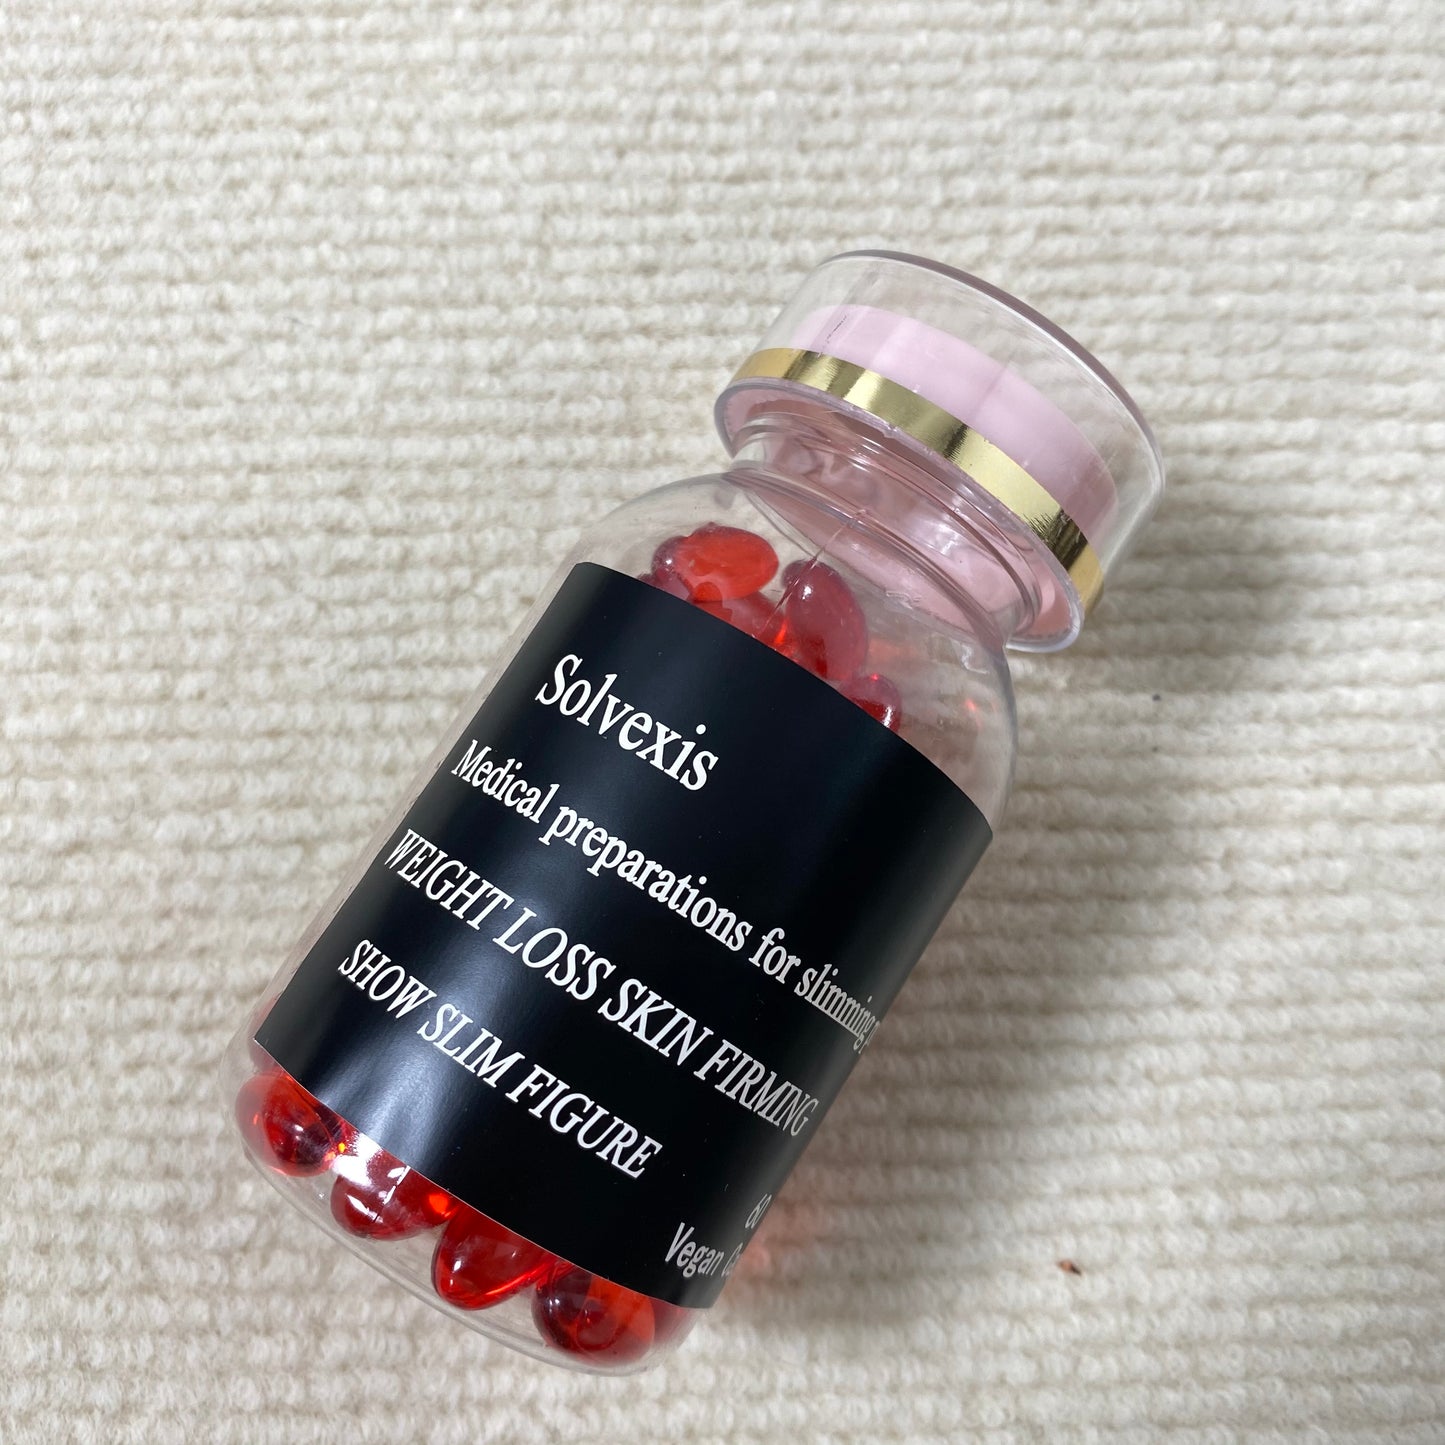 Solvexis
Medical preparations for slimming
WEIGHT LOSS SKIN FIRMING
SHOW SLIM FIGURE
60
Vegan